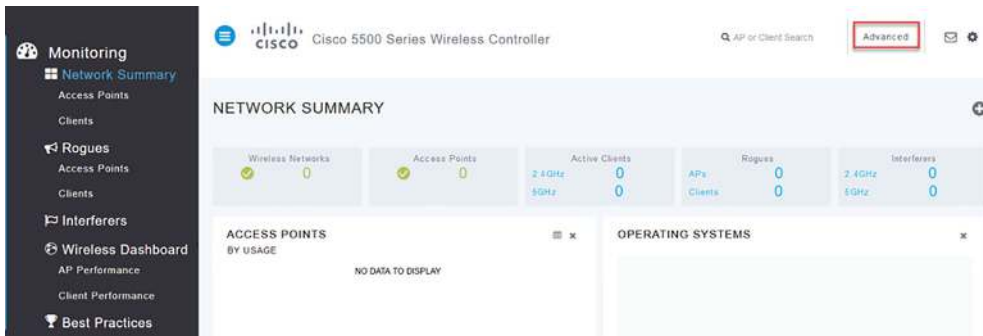 Monitoring
Network Summary
Access Points
Clients
Rogues
Access Points
Clients
Interferers
Wireless Dashboard
AP Performance
Client Performance
Best Practices
CISCO Cisco 5500 Series Wireless Controller
AP or Client Search
Advanced
NETWORK SUMMARY
Wireless Networks
0
Access Points
0
Active Clients
2.4GHz 0
5GHz 0
Rogues
APs 0
Clients 0
Interferers
2.4GHz 0
5GHz 0
ACCESS POINTS
BY USAGE
NO DATA TO DISPLAY
OPERATING SYSTEMS